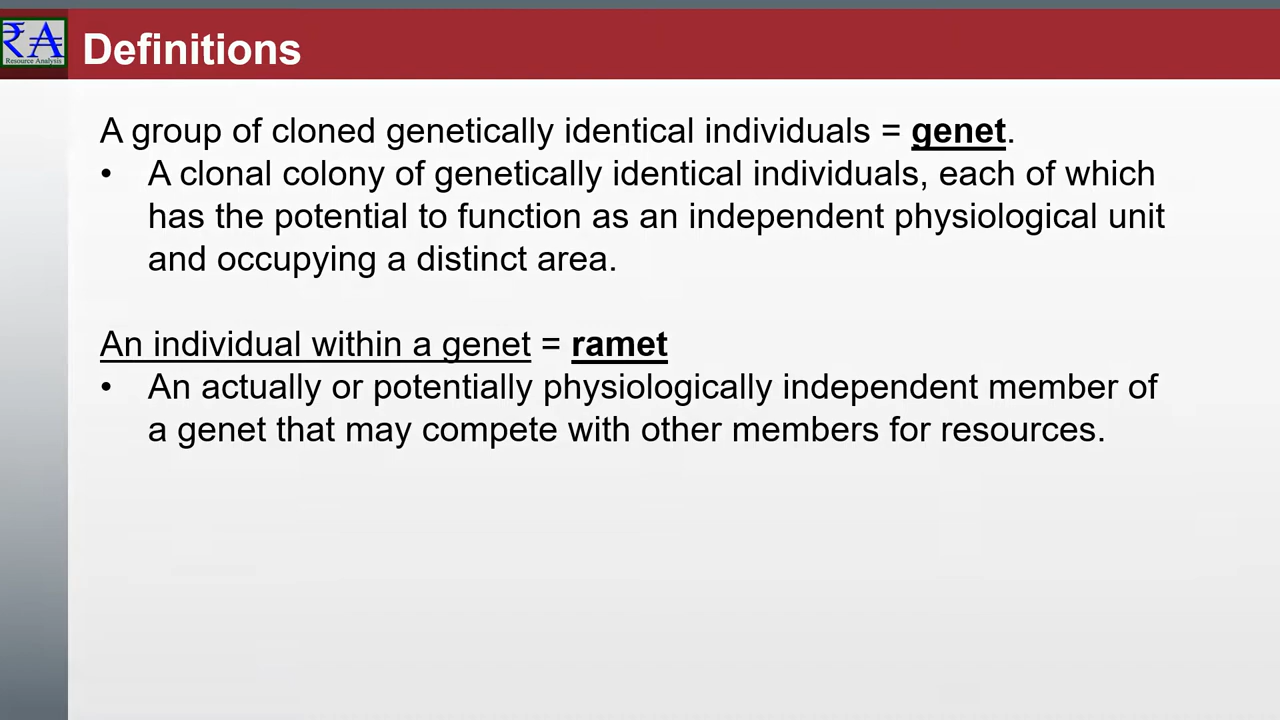 ₹A
Resource Analysis
Definitions
A group of cloned genetically identical individuals = genet.
• A clonal colony of genetically identical individuals, each of which
has the potential to function as an independent physiological unit
and occupying a distinct area.
An individual within a genet = ramet
• An actually or potentially physiologically independent member of
a genet that may compete with other members for resources.